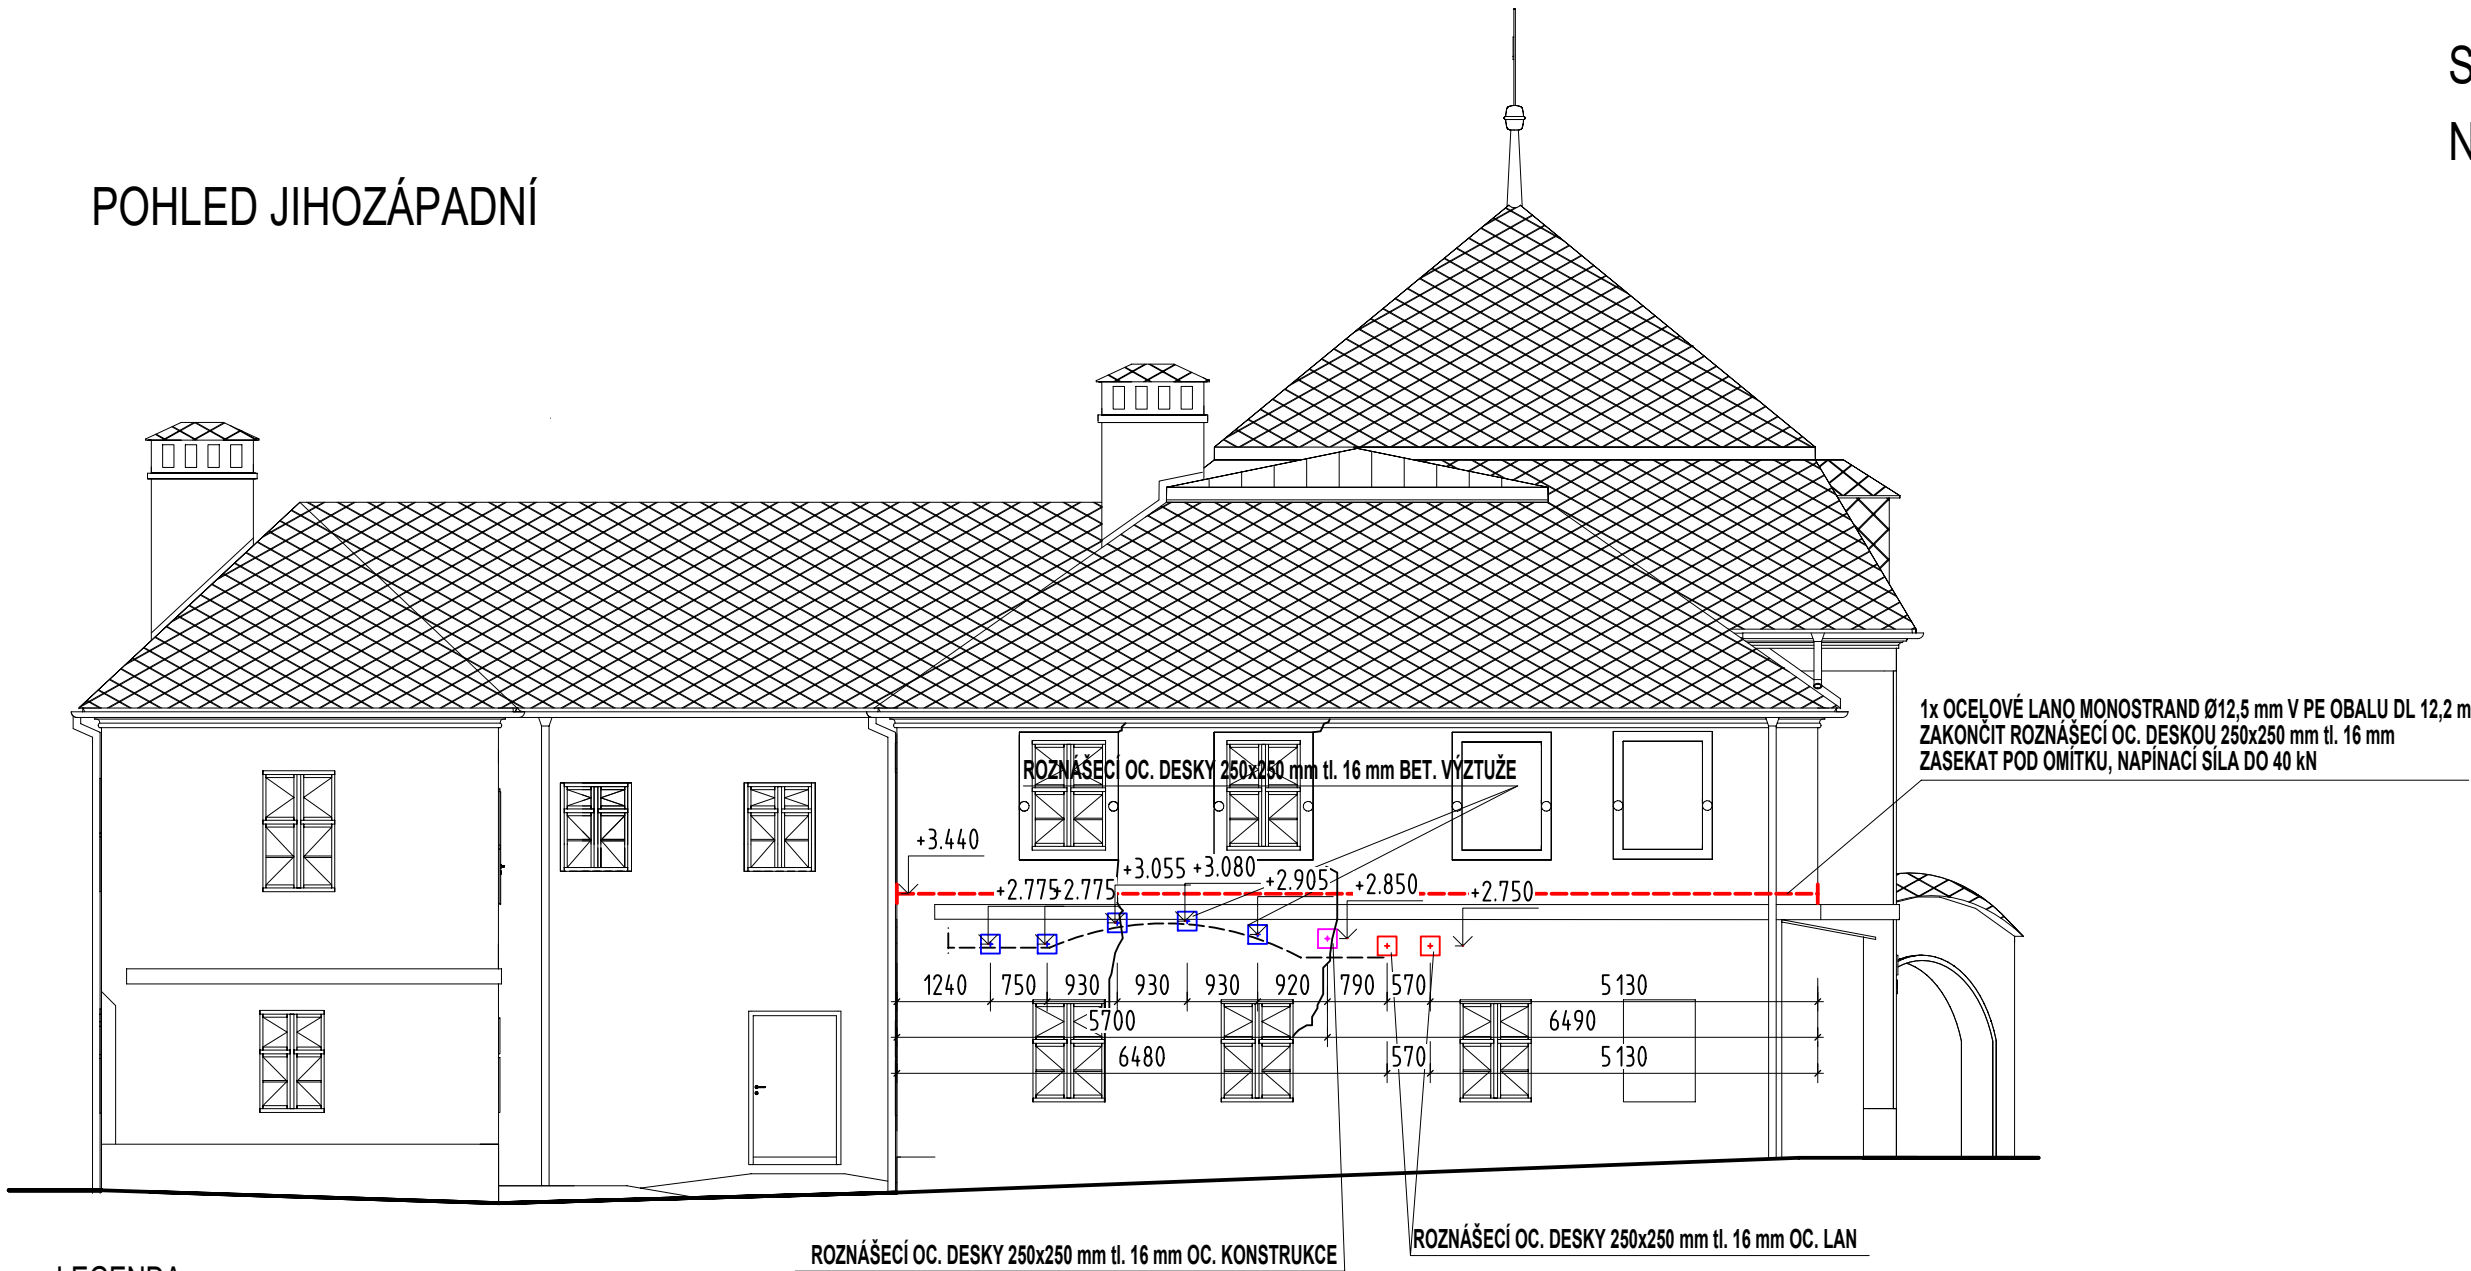 S
N
POHLED JIHOZÁPADNÍ
1x OCELOVÉ LANO MONOSTRAND Ø12,5 mm V PE OBALU DL 12,2 m
ZAKONČIT ROZNÁŠECÍ OC. DESKOU 250x250 mm tl. 16 mm
ZASEKAT POD OMÍTKU, NAPÍNACÍ SÍLA DO 40 kN
ROZNÁŠECÍ OC. DESKY 250x250 mm tl. 16 mm BET. VÝZTUŽE
+3.440
+3.055 +3.080
+2.775 +2.775 +2.905 +2.850 +2.750
1240 750 930 930 930 920 790 570 5130
5700 6490
6480 570 5130
ROZNÁŠECÍ OC. DESKY 250x250 mm tl. 16 mm OC. LAN
ROZNÁŠECÍ OC. DESKY 250x250 mm tl. 16 mm OC. KONSTRUKCE
LEGENDA